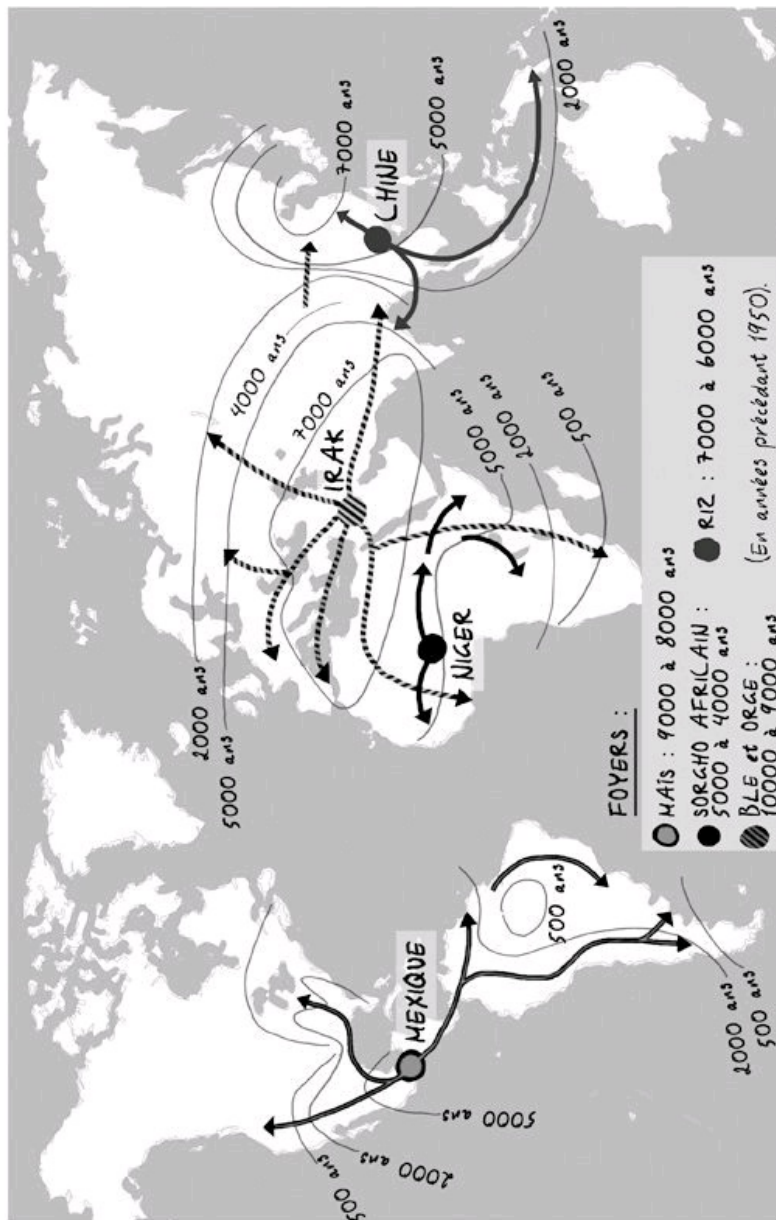 2000 ans
5000 ans
4000 ans
7000 ans
IRAK
7000 ans
CHINE
5000 ans
2000 ans
NIGER
5000 ans
2000 ans
500 ans
MEXIQUE
5000 ans
2000 ans
500 ans
500 ans
2000 ans
500 ans
FOYERS :
MAÏS : 9000 à 8000 ans
SORGHO AFRICAIN :
5000 à 4000 ans
BLE et ORGE :
10000 à 9000 ans
RIZ : 7000 à 6000 ans
(En années précédant 1950).